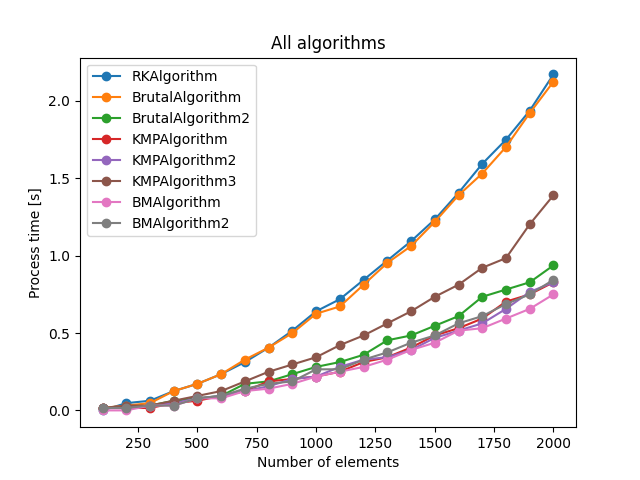 All algorithms
RKAlgorithm
BrutalAlgorithm
BrutalAlgorithm2
KMPAlgorithm
KMPAlgorithm2
KMPAlgorithm3
BMAlgorithm
BMAlgorithm2
Process time [s]
2.0
1.5
1.0
0.5
0.0
250 500 750 1000 1250 1500 1750 2000
Number of elements